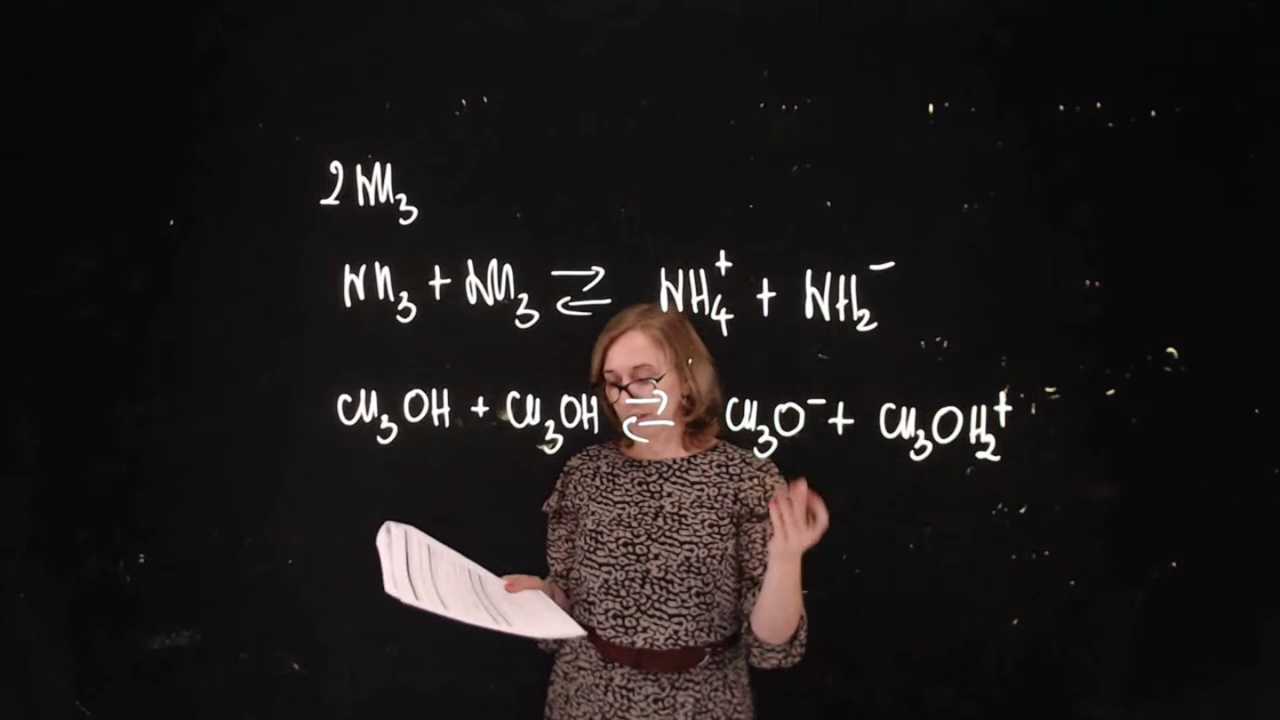 2NH₃
NH₃ + NH₃ ⇄ NH₄⁺ + NH₂⁻
CH₃OH + CH₃OH ⇄ CH₃O⁻ + CH₃OH₂⁺